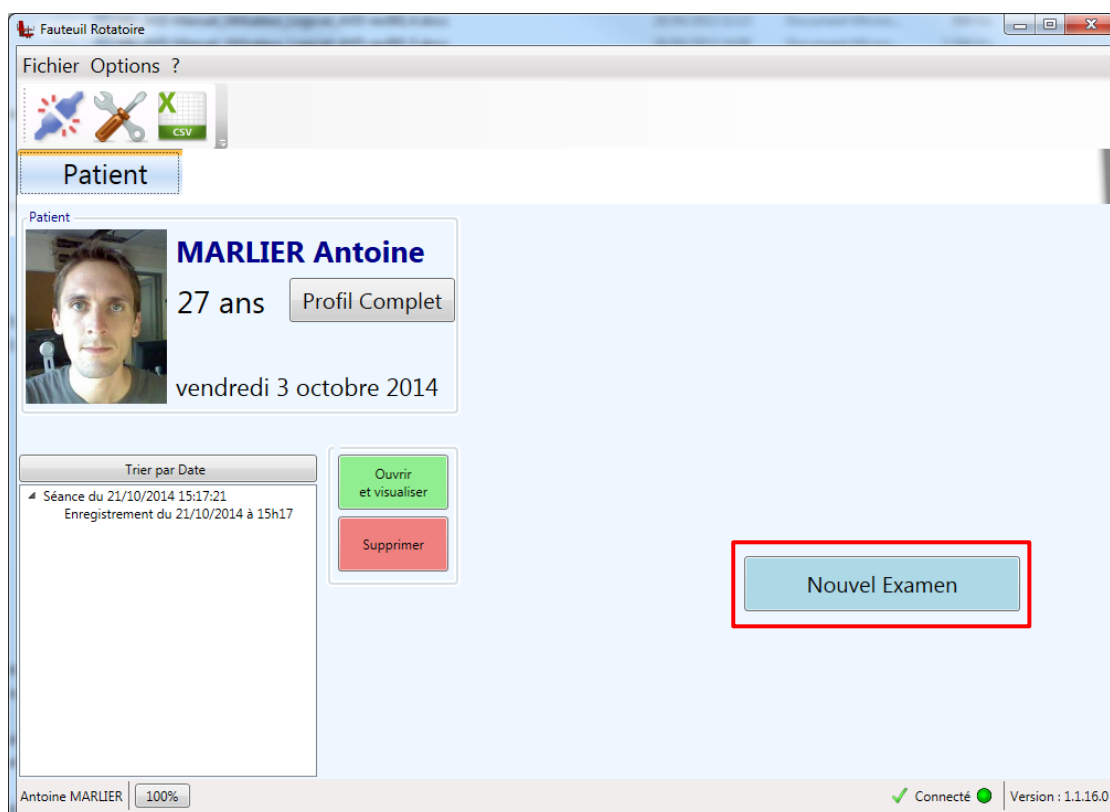 Fauteuil Rotatoire
Fichier Options ?
X
CSV
Patient
Patient
MARLIER Antoine
27 ans
Profil Complet
vendredi 3 octobre 2014
Trier par Date
Séance du 21/10/2014 15:17:21
Enregistrement du 21/10/2014 à 15h17
Ouvrir
et visualiser
Supprimer
Nouvel Examen
Antoine MARLIER
100%
Connecté
Version : 1.1.16.0